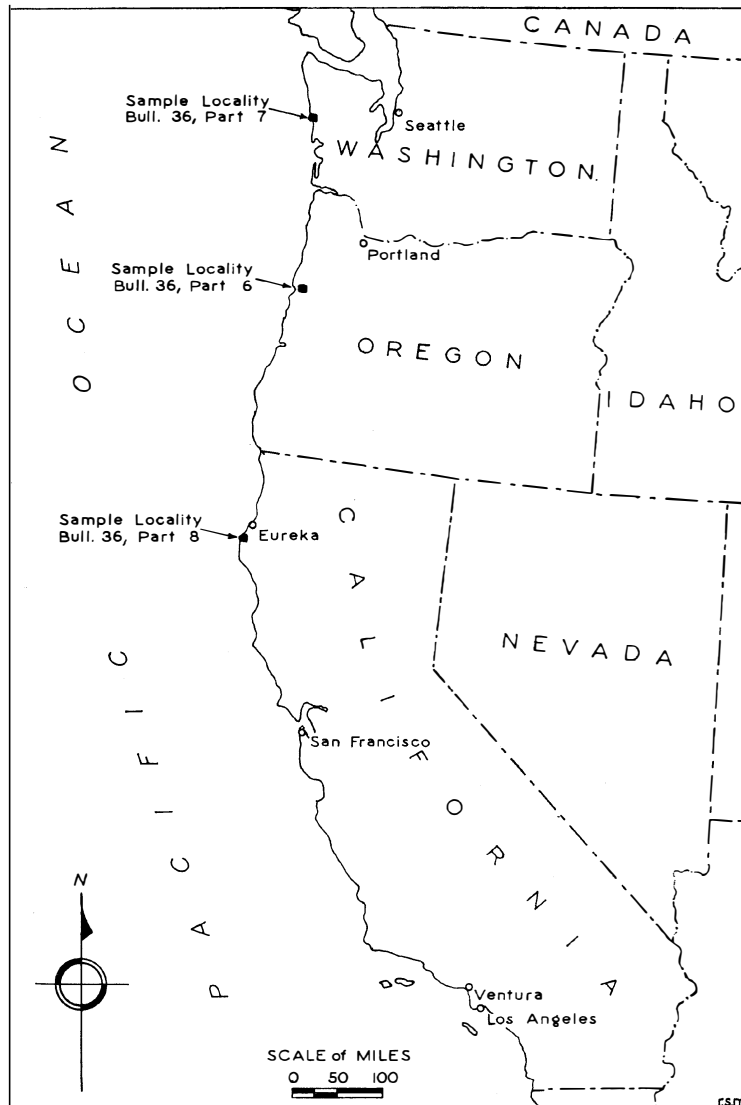 CANADA
Sample Locality
Bull. 36, Part 7
Seattle
WASHINGTON.
Portland
Sample Locality
Bull. 36, Part 6
OREGON
IDAHO
PACIFIC OCEAN
Sample Locality
Bull. 36, Part 8
Eureka
CALIFORNIA
NEVADA
San Francisco
N
Ventura
Los Angeles
SCALE of MILES
0 50 100
rsm